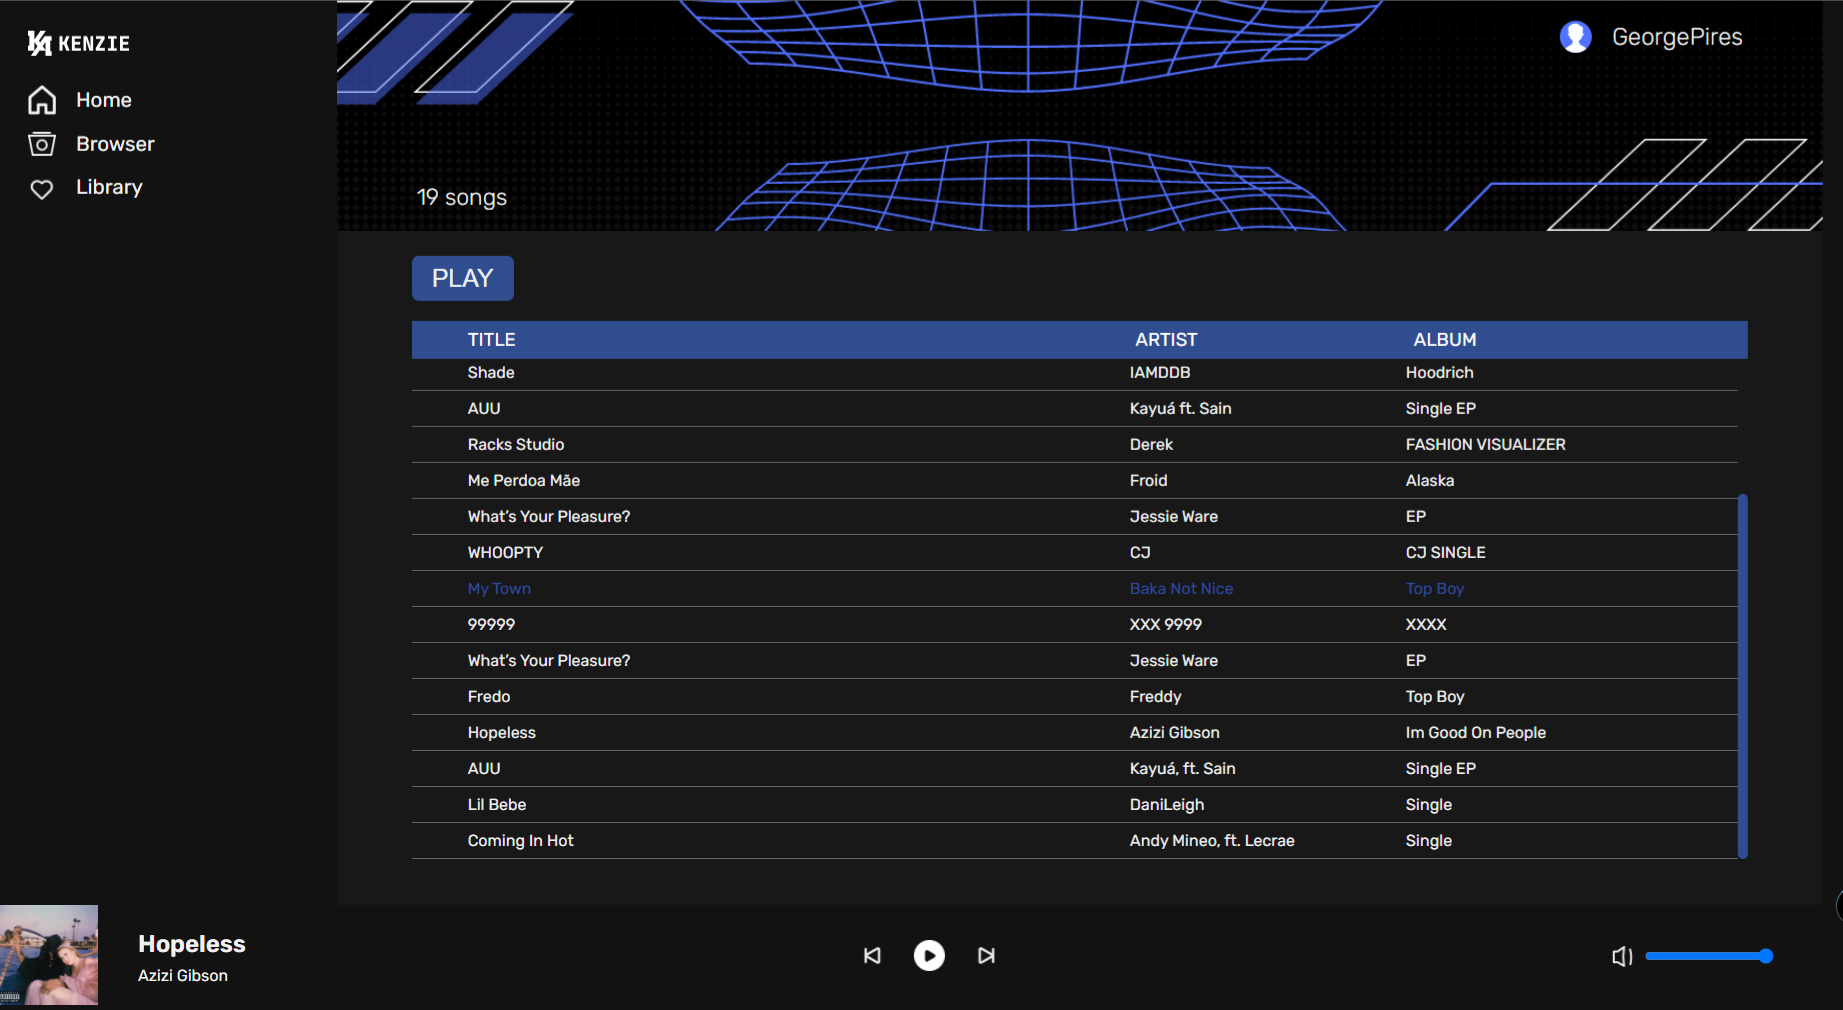 KENZIE
Home
Browser
Library
GeorgePires
19 songs
PLAY
TITLE ARTIST ALBUM
Shade IAMDDB Hoodrich
AUU Kayuá ft. Sain Single EP
Racks Studio Derek FASHION VISUALIZER
Me Perdoa Mãe Froid Alaska
What's Your Pleasure? Jessie Ware EP
WHOOPTY CJ CJ SINGLE
My Town Baka Not Nice Top Boy
99999 XXX 9999 XXXX
What's Your Pleasure? Jessie Ware EP
Fredo Freddy Top Boy
Hopeless Azizi Gibson Im Good On People
AUU Kayuá, ft. Sain Single EP
Lil Bebe DaniLeigh Single
Coming In Hot Andy Mineo, ft. Lecrae Single
Hopeless
Azizi Gibson